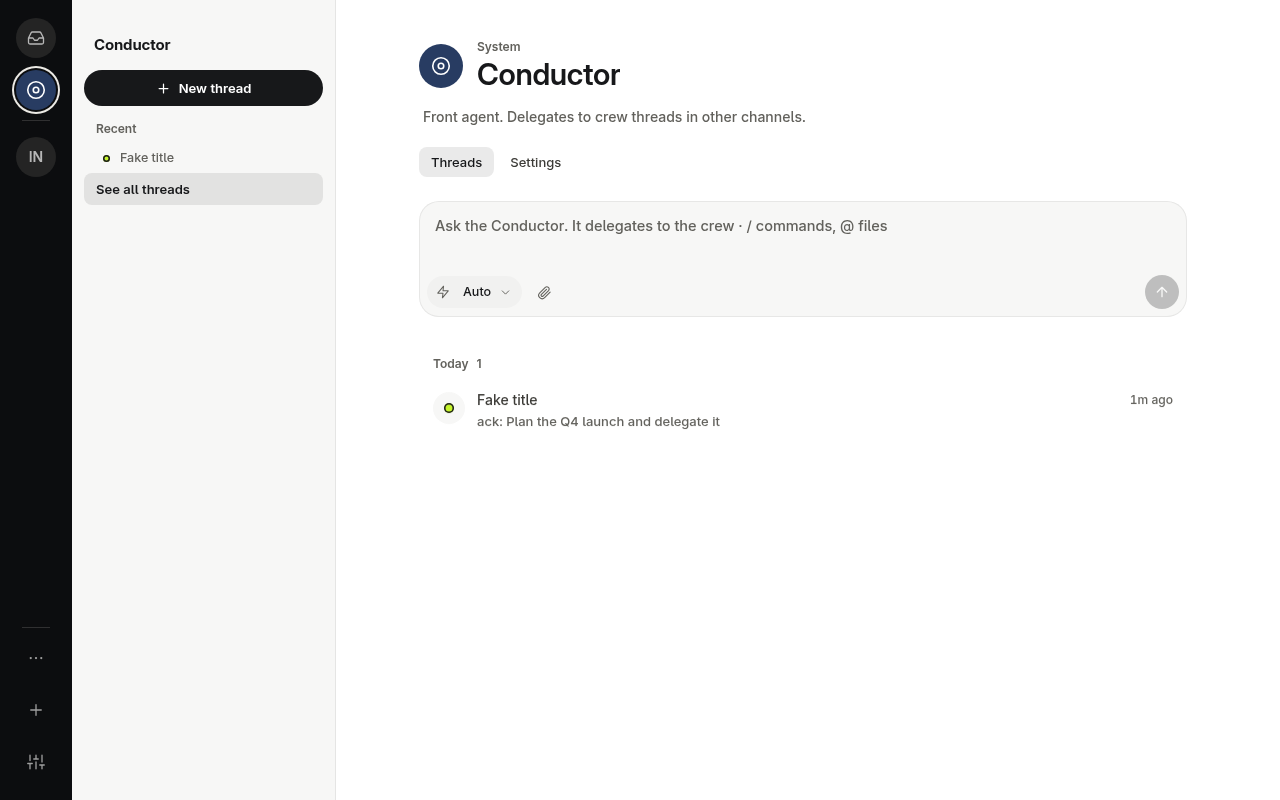 Conductor
New thread
Recent
Fake title
See all threads
IN
System
Conductor
Front agent. Delegates to crew threads in other channels.
Threads
Settings
Ask the Conductor. It delegates to the crew · / commands, @ files
Auto
Today 1
Fake title
1m ago
ack: Plan the Q4 launch and delegate it